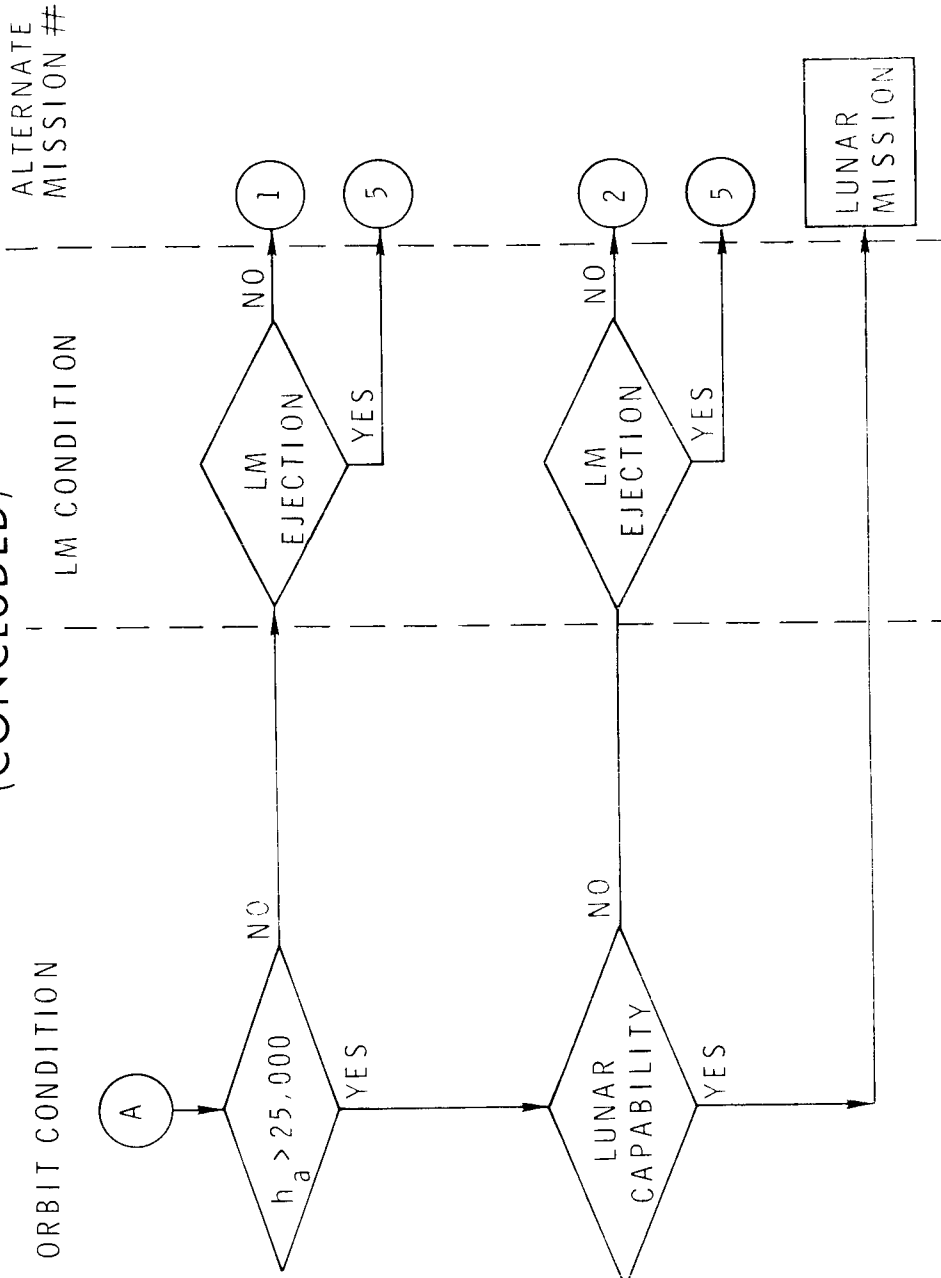 (CONCLUDED)
ORBIT CONDITION
LM CONDITION
ALTERNATE
MISSION #
A
h a > 25,000
NO
YES
LM
EJECTION
NO
1
YES
5
LUNAR
CAPABILITY
NO
YES
LM
EJECTION
NO
2
YES
5
LUNAR
MISSION